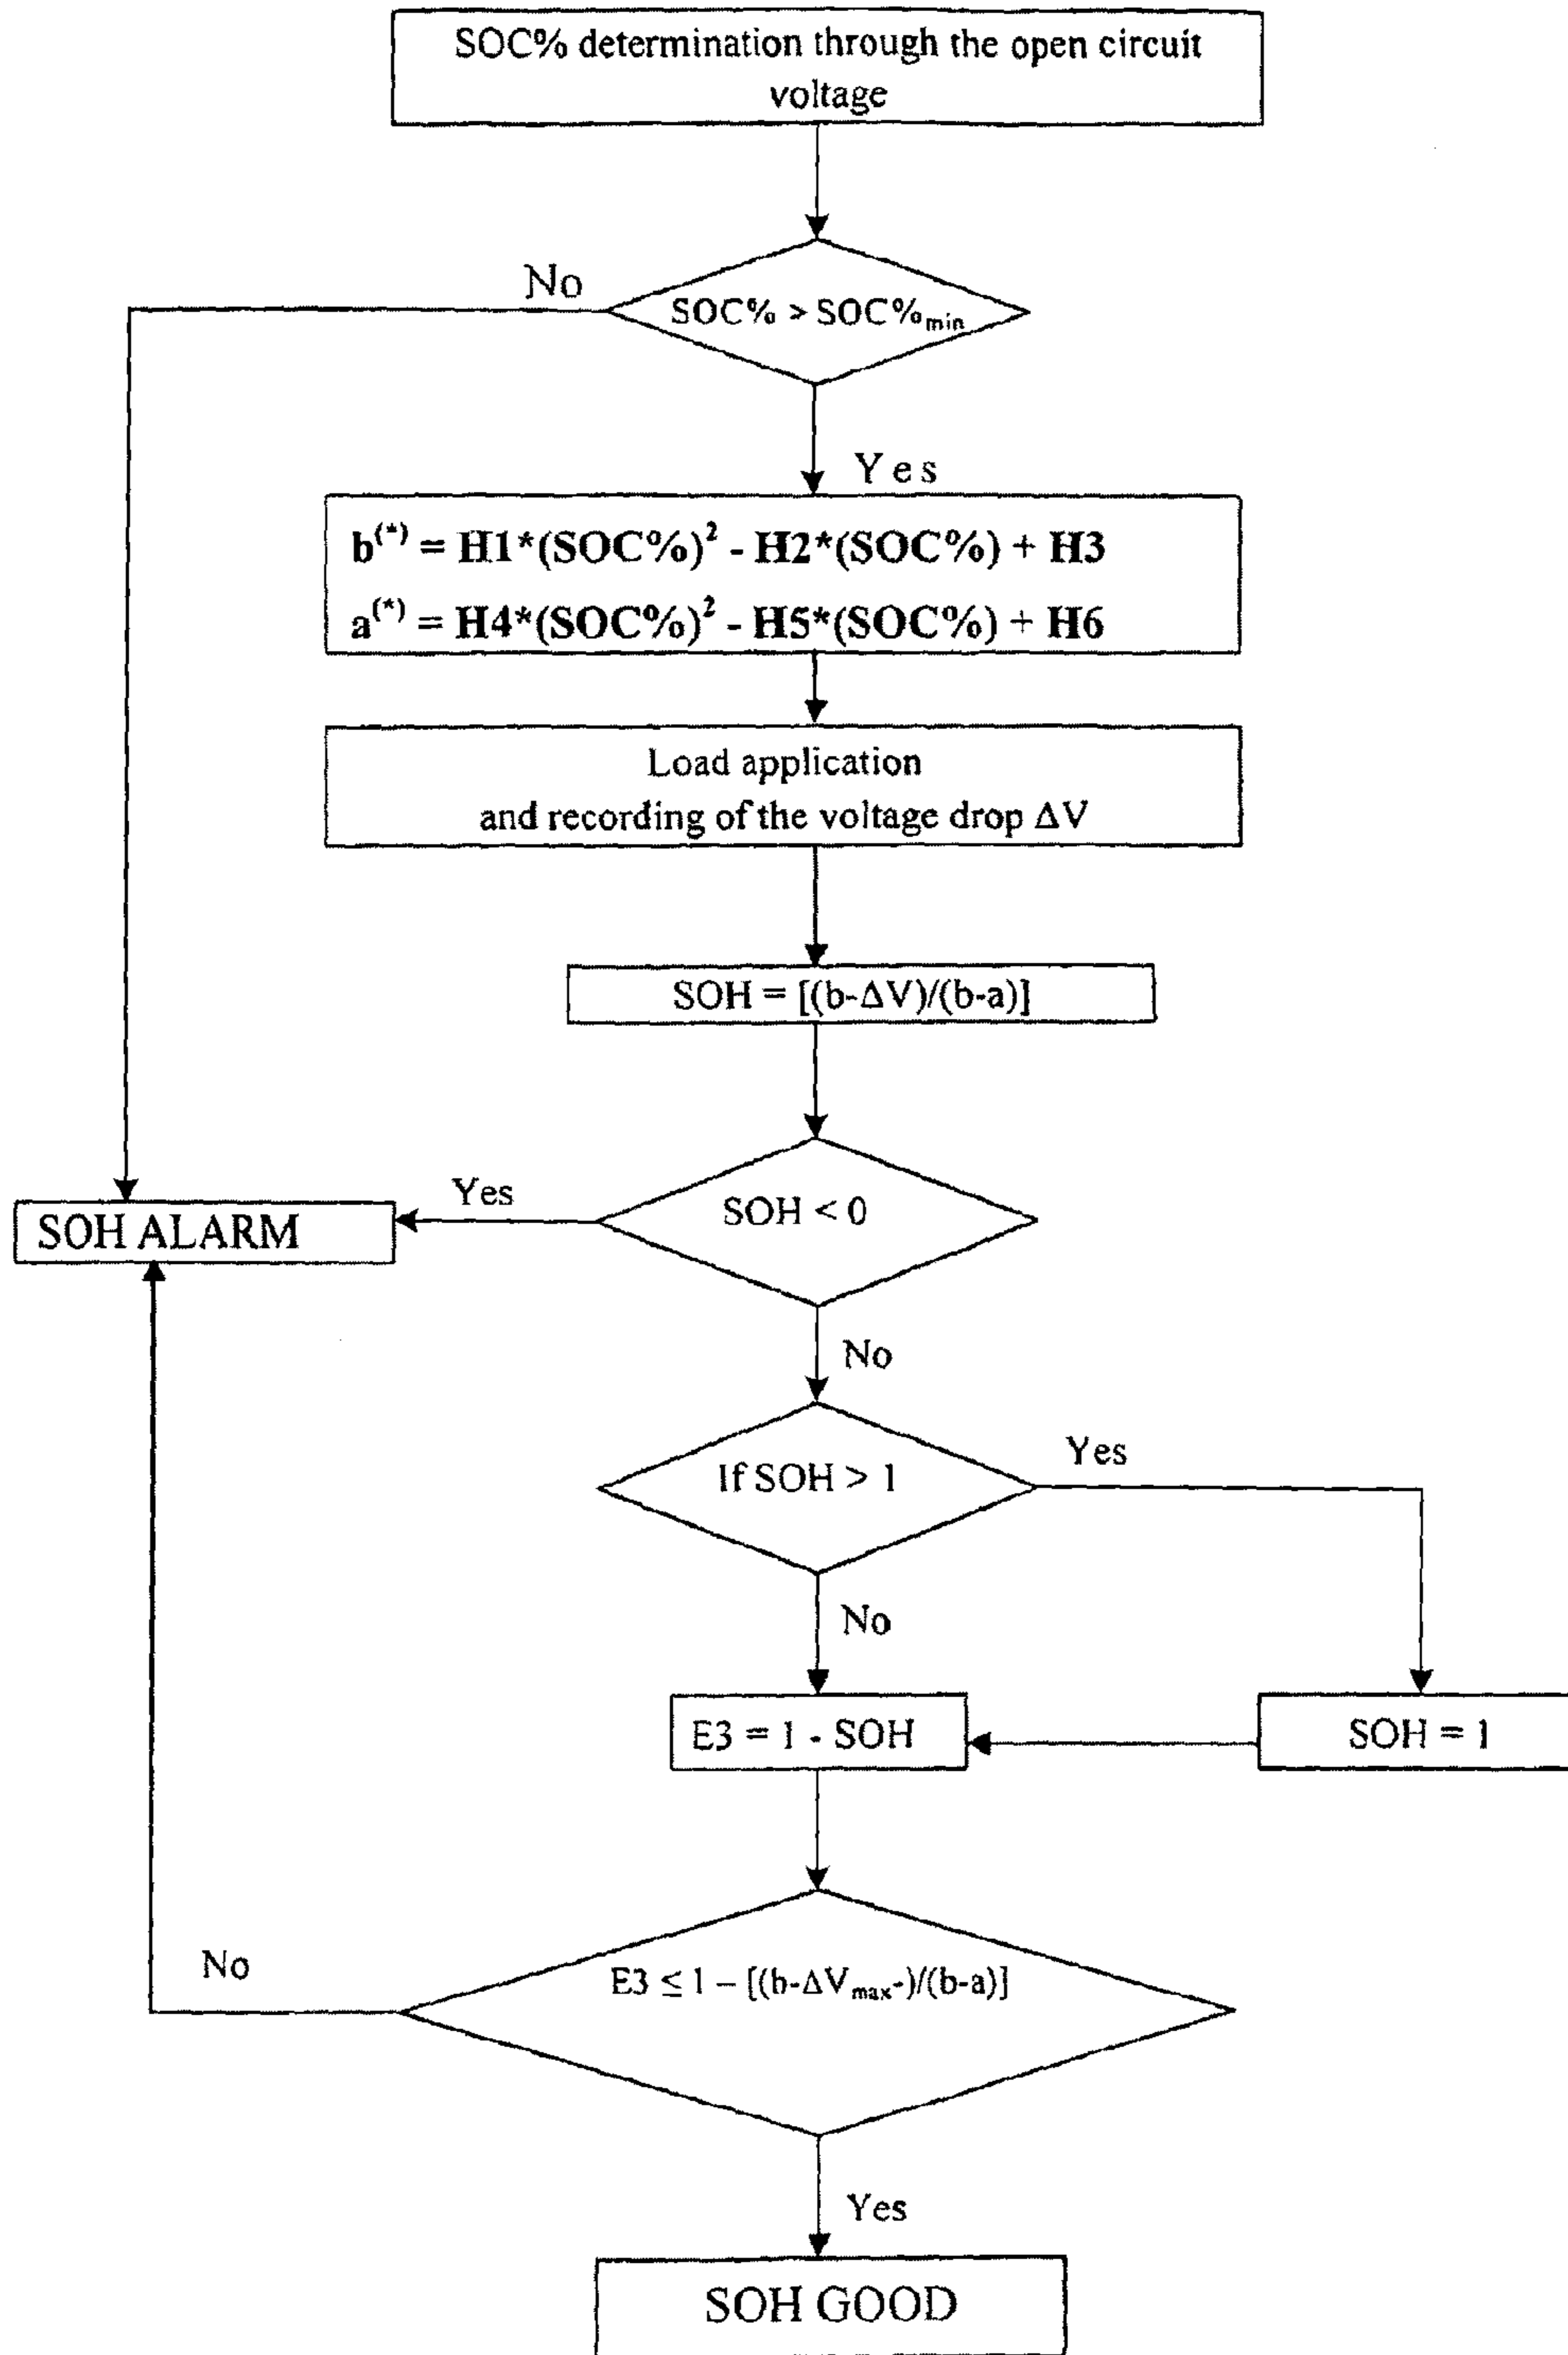 SOC% determination through the open circuit
voltage
No
SOC% > SOC%min
Yes
b(*) = H1*(SOC%)² - H2*(SOC%) + H3
a(*) = H4*(SOC%)² - H5*(SOC%) + H6
Load application
and recording of the voltage drop ΔV
SOH = [(b-ΔV)/(b-a)]
Yes
SOH < 0
SOH ALARM
No
If SOH > 1
Yes
No
E3 = 1 - SOH
SOH = 1
No
E3 ≤ 1 – [(b-ΔVmax-)/(b-a)]
Yes
SOH GOOD